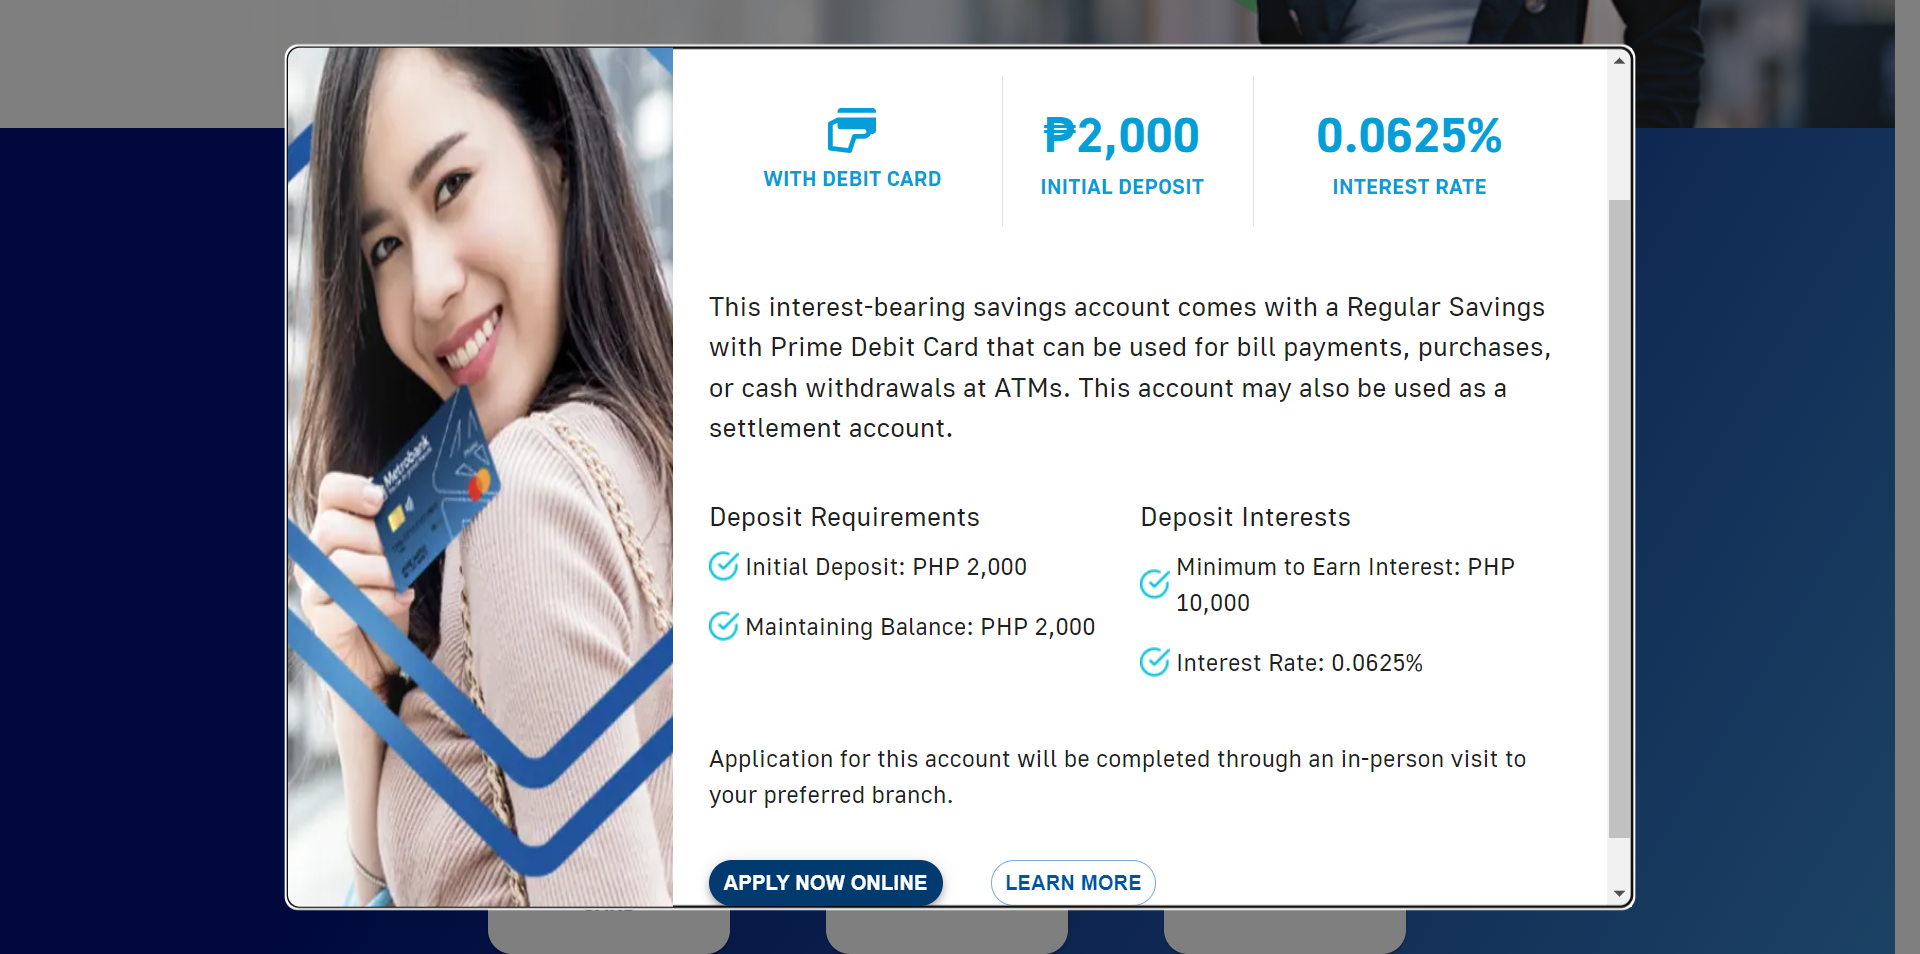 WITH DEBIT CARD
₱2,000
INITIAL DEPOSIT
0.0625%
INTEREST RATE
This interest-bearing savings account comes with a Regular Savings
with Prime Debit Card that can be used for bill payments, purchases,
or cash withdrawals at ATMs. This account may also be used as a
settlement account.
Deposit Requirements
Initial Deposit: PHP 2,000
Maintaining Balance: PHP 2,000
Deposit Interests
Minimum to Earn Interest: PHP
10,000
Interest Rate: 0.0625%
Application for this account will be completed through an in-person visit to
your preferred branch.
APPLY NOW ONLINE
LEARN MORE
Metrobank